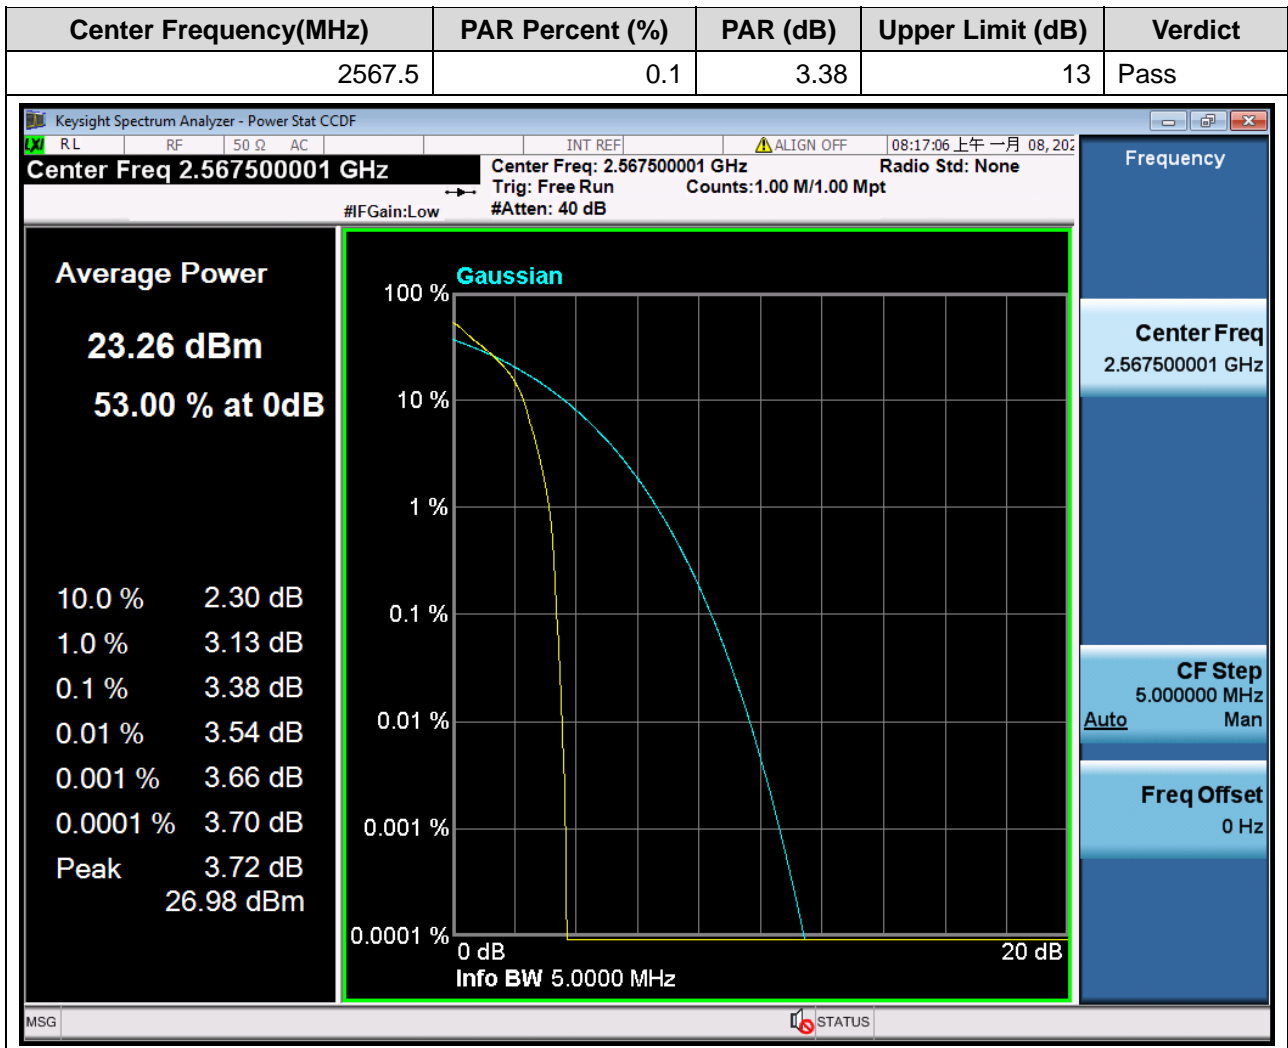 Center Frequency(MHz) PAR Percent (%) PAR (dB) Upper Limit (dB) Verdict
2567.5 0.1 3.38 13 Pass
Keysight Spectrum Analyzer - Power Stat CCDF
LXI RL RF 50 Ω AC INT REF ALIGN OFF 08:17:06 上午 一月 08, 202
Center Freq 2.567500001 GHz
Center Freq: 2.567500001 GHz Radio Std: None
Trig: Free Run Counts:1.00 M/1.00 Mpt
#IFGain:Low #Atten: 40 dB
Frequency
Average Power
23.26 dBm
53.00 % at 0dB
10.0 % 2.30 dB
1.0 % 3.13 dB
0.1 % 3.38 dB
0.01 % 3.54 dB
0.001 % 3.66 dB
0.0001 % 3.70 dB
Peak 3.72 dB
26.98 dBm
Gaussian
100 %
10 %
1 %
0.1 %
0.01 %
0.001 %
0.0001 %
0 dB 20 dB
Info BW 5.0000 MHz
Center Freq
2.567500001 GHz
CF Step
5.000000 MHz
Auto Man
Freq Offset
0 Hz
MSG STATUS